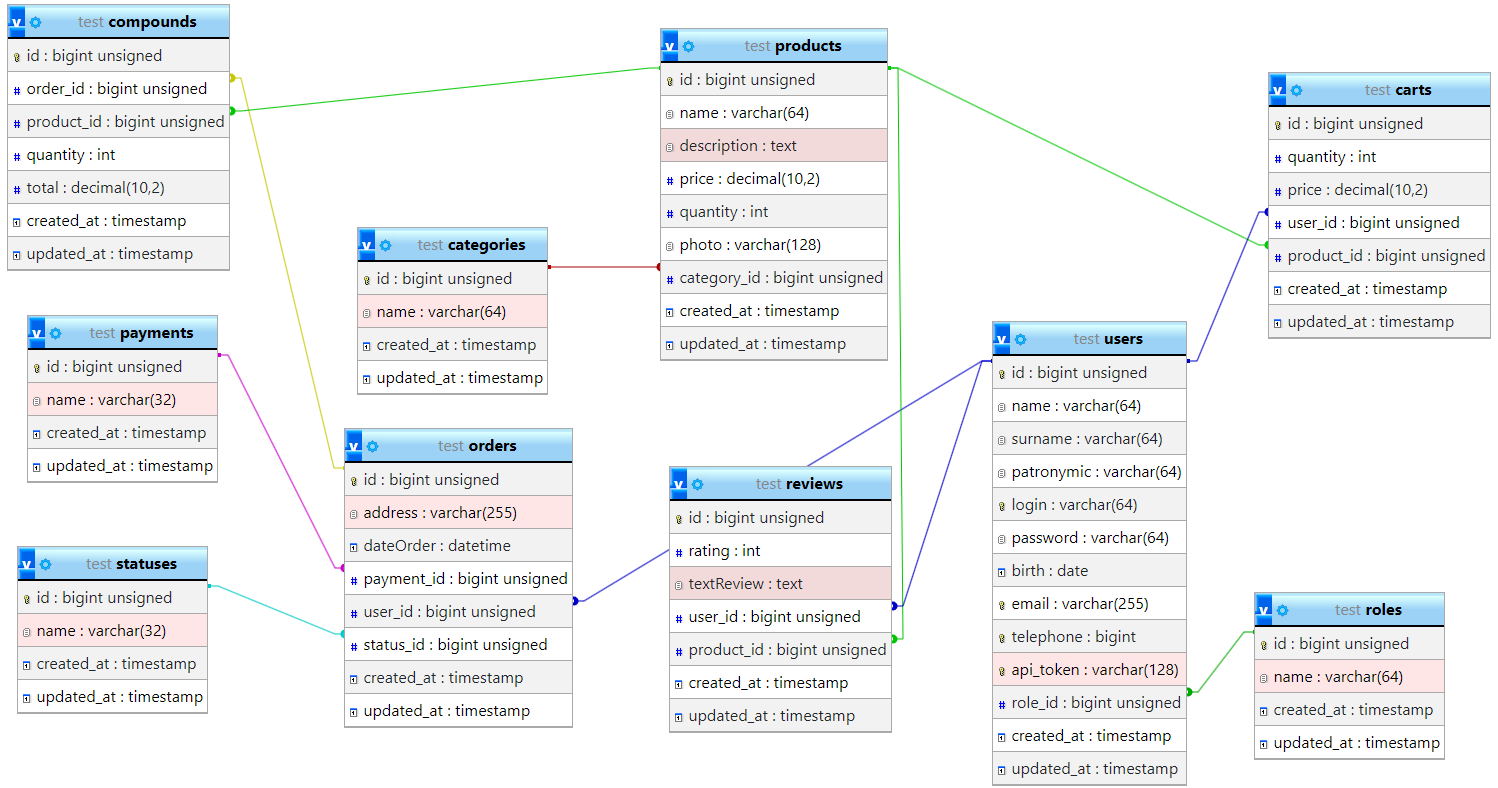 test compounds
id : bigint unsigned
order_id : bigint unsigned
product_id : bigint unsigned
quantity : int
total : decimal(10,2)
created_at : timestamp
updated_at : timestamp
test products
id : bigint unsigned
name : varchar(64)
description : text
price : decimal(10,2)
quantity : int
photo : varchar(128)
category_id : bigint unsigned
created_at : timestamp
updated_at : timestamp
test carts
id : bigint unsigned
quantity : int
price : decimal(10,2)
user_id : bigint unsigned
product_id : bigint unsigned
created_at : timestamp
updated_at : timestamp
test categories
id : bigint unsigned
name : varchar(64)
created_at : timestamp
updated_at : timestamp
test payments
id : bigint unsigned
name : varchar(32)
created_at : timestamp
updated_at : timestamp
test users
id : bigint unsigned
name : varchar(64)
surname : varchar(64)
patronymic : varchar(64)
login : varchar(64)
password : varchar(64)
birth : date
email : varchar(255)
telephone : bigint
api_token : varchar(128)
role_id : bigint unsigned
created_at : timestamp
updated_at : timestamp
test orders
id : bigint unsigned
address : varchar(255)
dateOrder : datetime
payment_id : bigint unsigned
user_id : bigint unsigned
status_id : bigint unsigned
created_at : timestamp
updated_at : timestamp
test reviews
id : bigint unsigned
rating : int
textReview : text
user_id : bigint unsigned
product_id : bigint unsigned
created_at : timestamp
updated_at : timestamp
test statuses
id : bigint unsigned
name : varchar(32)
created_at : timestamp
updated_at : timestamp
test roles
id : bigint unsigned
name : varchar(64)
created_at : timestamp
updated_at : timestamp